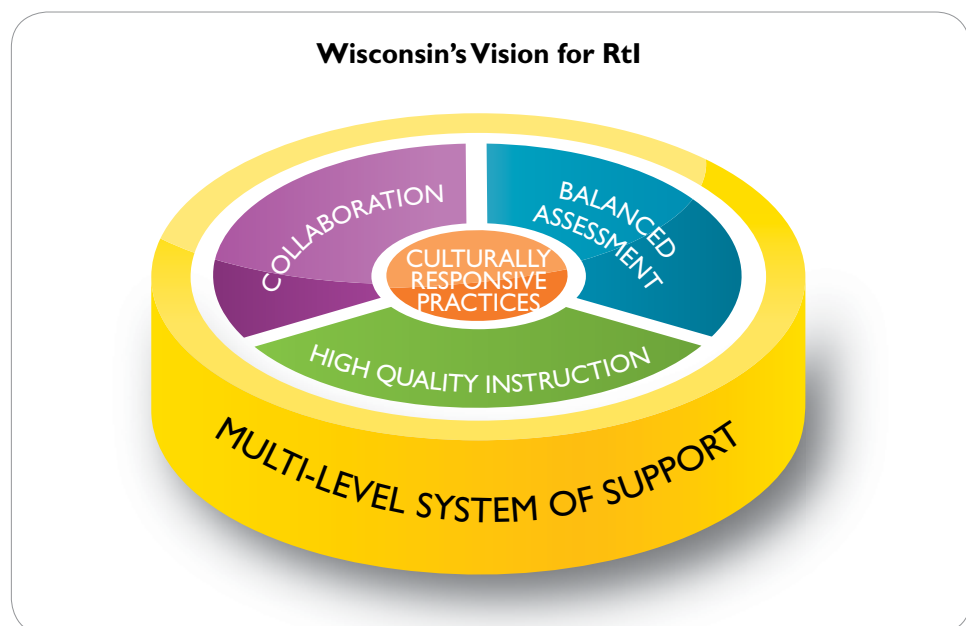 Wisconsin's Vision for RtI
COLLABORATION
BALANCED
ASSESSMENT
CULTURALLY
RESPONSIVE
PRACTICES
HIGH QUALITY INSTRUCTION
MULTI-LEVEL SYSTEM OF SUPPORT